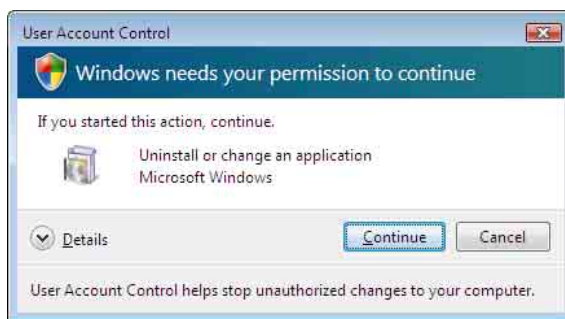 User Account Control
Windows needs your permission to continue
If you started this action, continue.
Uninstall or change an application
Microsoft Windows
Details
Continue
Cancel
User Account Control helps stop unauthorized changes to your computer.